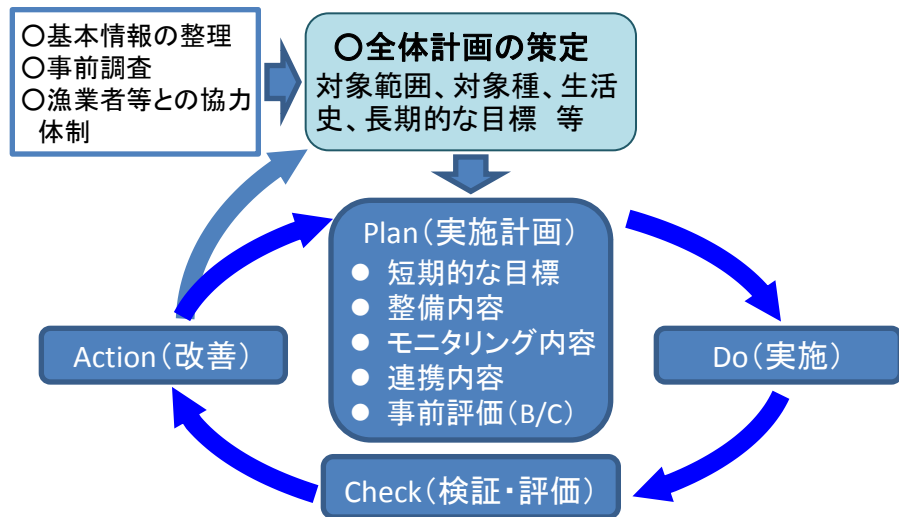 〇基本情報の整理
〇事前調査
〇漁業者等との協力
体制
〇全体計画の策定
対象範囲、対象種、生活
史、長期的な目標 等
Plan(実施計画)
● 短期的な目標
● 整備内容
● モニタリング内容
● 連携内容
● 事前評価(B/C)
Action(改善)
Do(実施)
Check(検証・評価)